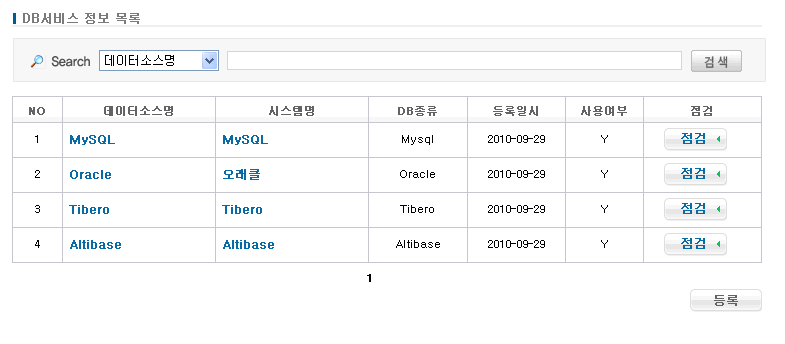 DB서비스 정보 목록
Search 데이터소스명 검색
NO 데이터소스명 시스템명 DB종류 등록일시 사용여부 점검
1 MySQL MySQL Mysql 2010-09-29 Y 점검
2 Oracle 오래클 Oracle 2010-09-29 Y 점검
3 Tibero Tibero Tibero 2010-09-29 Y 점검
4 Altibase Altibase Altibase 2010-09-29 Y 점검
1
등록